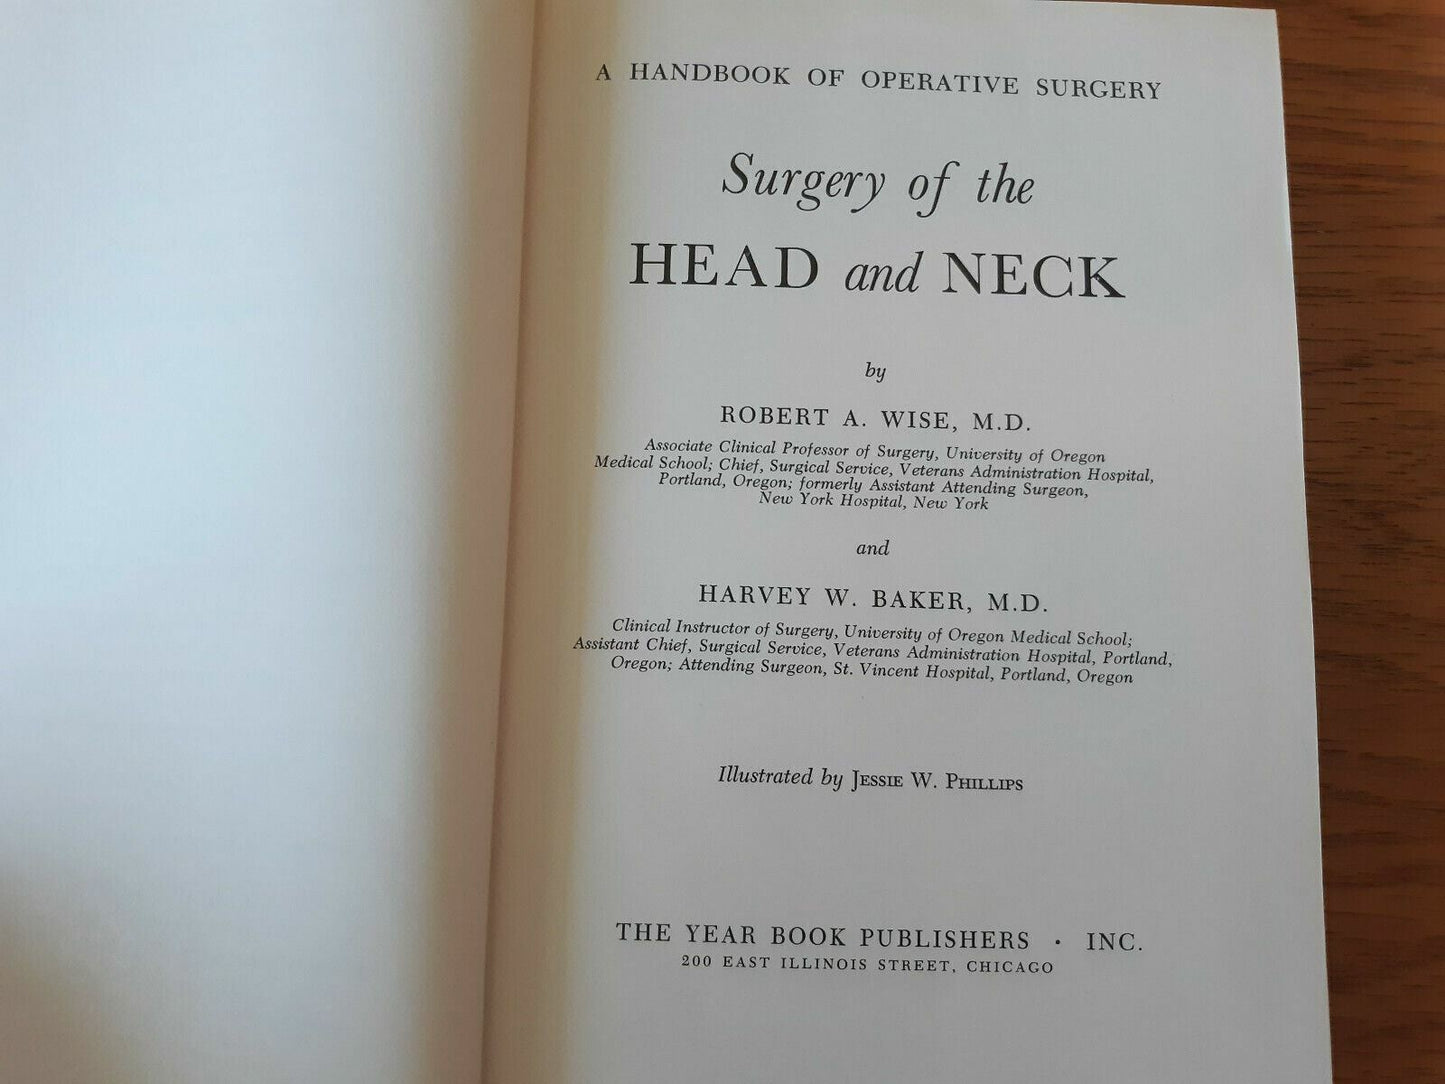 A HANDBOOK OF OPERATIVE SURGERY
Surgery of the
HEAD and NECK
by
ROBERT A. WISE, M.D.
Associate Clinical Professor of Surgery, University of Oregon
Medical School; Chief, Surgical Service, Veterans Administration Hospital,
Portland, Oregon; formerly Assistant Attending Surgeon,
New York Hospital, New York
and
HARVEY W. BAKER, M.D.
Clinical Instructor of Surgery, University of Oregon Medical School;
Assistant Chief, Surgical Service, Veterans Administration Hospital, Portland,
Oregon; Attending Surgeon, St. Vincent Hospital, Portland, Oregon
Illustrated by JESSIE W. PHILLIPS
THE YEAR BOOK PUBLISHERS · INC.
200 EAST ILLINOIS STREET, CHICAGO